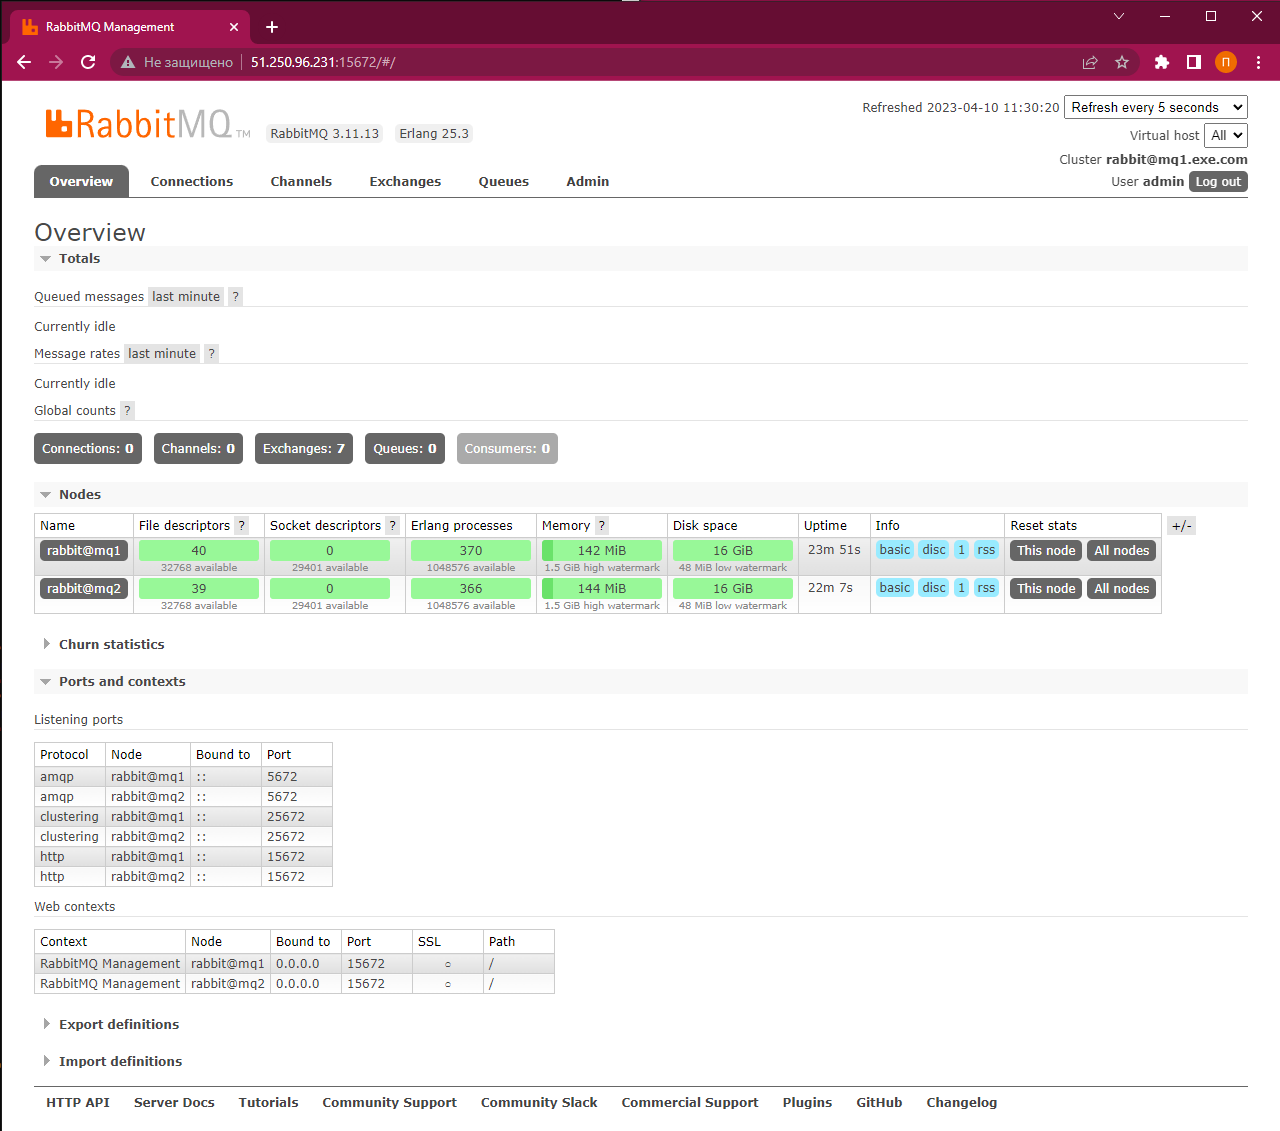 RabbitMQ Management
Не защищено 51.250.96.231:15672/#/
П
RabbitMQ TM RabbitMQ 3.11.13 Erlang 25.3
Refreshed 2023-04-10 11:30:20 Refresh every 5 seconds
Virtual host All
Cluster rabbit@mq1.exe.com
User admin Log out
Overview Connections Channels Exchanges Queues Admin
Overview
Totals
Queued messages last minute ?
Currently idle
Message rates last minute ?
Currently idle
Global counts ?
Connections: 0 Channels: 0 Exchanges: 7 Queues: 0 Consumers: 0
Nodes
Name File descriptors ? Socket descriptors ? Erlang processes Memory ? Disk space Uptime Info Reset stats +/-
rabbit@mq1 40 0 370 142 MiB 16 GiB 23m 51s basic disc 1 rss This node All nodes
32768 available 29401 available 1048576 available 1.5 GiB high watermark 48 MiB low watermark
rabbit@mq2 39 0 366 144 MiB 16 GiB 22m 7s basic disc 1 rss This node All nodes
32768 available 29401 available 1048576 available 1.5 GiB high watermark 48 MiB low watermark
Churn statistics
Ports and contexts
Listening ports
Protocol Node Bound to Port
amqp rabbit@mq1 :: 5672
amqp rabbit@mq2 :: 5672
clustering rabbit@mq1 :: 25672
clustering rabbit@mq2 :: 25672
http rabbit@mq1 :: 15672
http rabbit@mq2 :: 15672
Web contexts
Context Node Bound to Port SSL Path
RabbitMQ Management rabbit@mq1 0.0.0.0 15672 ○ /
RabbitMQ Management rabbit@mq2 0.0.0.0 15672 ○ /
Export definitions
Import definitions
HTTP API Server Docs Tutorials Community Support Community Slack Commercial Support Plugins GitHub Changelog